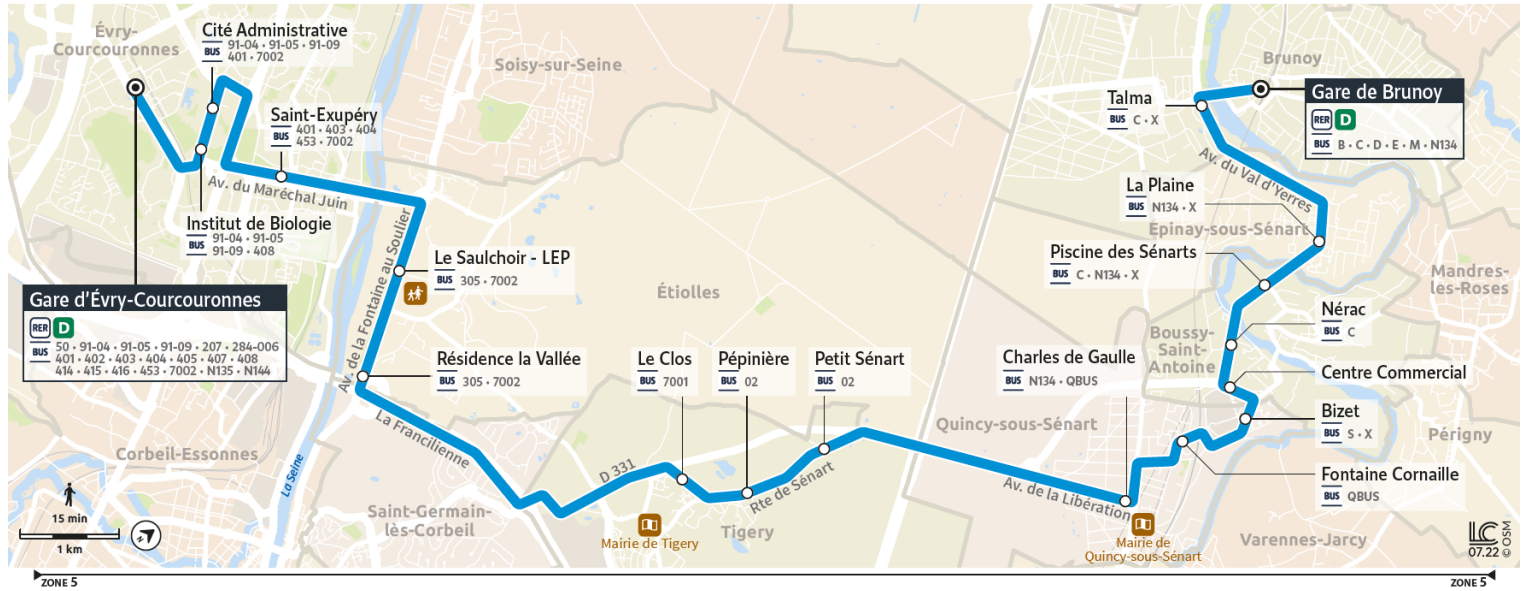 Évry-
Courcouronnes
Cité Administrative
BUS 91-04 • 91-05 • 91-09
401 • 7002
Saint-Exupéry
BUS 401 • 403 • 404
453 • 7002
Av. du Maréchal Juin
Institut de Biologie
BUS 91-04 • 91-05
91-09 • 408
Gare d'Évry-Courcouronnes
RER D
BUS 50 • 91-04 • 91-05 • 91-09 • 207 • 284-006
401 • 402 • 403 • 404 • 405 • 407 • 408
414 • 415 • 416 • 453 • 7002 • N135 • N144
Soisy-sur-Seine
Av. de la Fontaine au Soulier
Le Saulchoir - LEP
BUS 305 • 7002
Étiolles
Résidence la Vallée
BUS 305 • 7002
La Francilienne
Corbeil-Essonnes
La Seine
Saint-Germain-
lès-Corbeil
D 331
Le Clos
BUS 7001
Pépinière
BUS 02
Petit Sénart
BUS 02
Rte de Sénart
Mairie de Tigery
Tigery
Quincy-sous-Sénart
Charles de Gaulle
BUS N134 • QBUS
Av. de la Libération
Mairie de
Quincy-sous-Sénart
Brunoy
Talma
BUS C • X
Gare de Brunoy
RER D
BUS B • C • D • E • M • N134
Av. du Val d'Yerres
La Plaine
BUS N134 • X
Épinay-sous-Sénart
Piscine des Sénarts
BUS C • N134 • X
Mandres-
les-Roses
Nérac
BUS C
Boussy-
Saint-
Antoine
Centre Commercial
Bizet
BUS S • X
Périgny
Fontaine Cornaille
BUS QBUS
Varennes-Jarcy
15 min
1 km
LC
07.22 © OSM
ZONE 5
ZONE 5